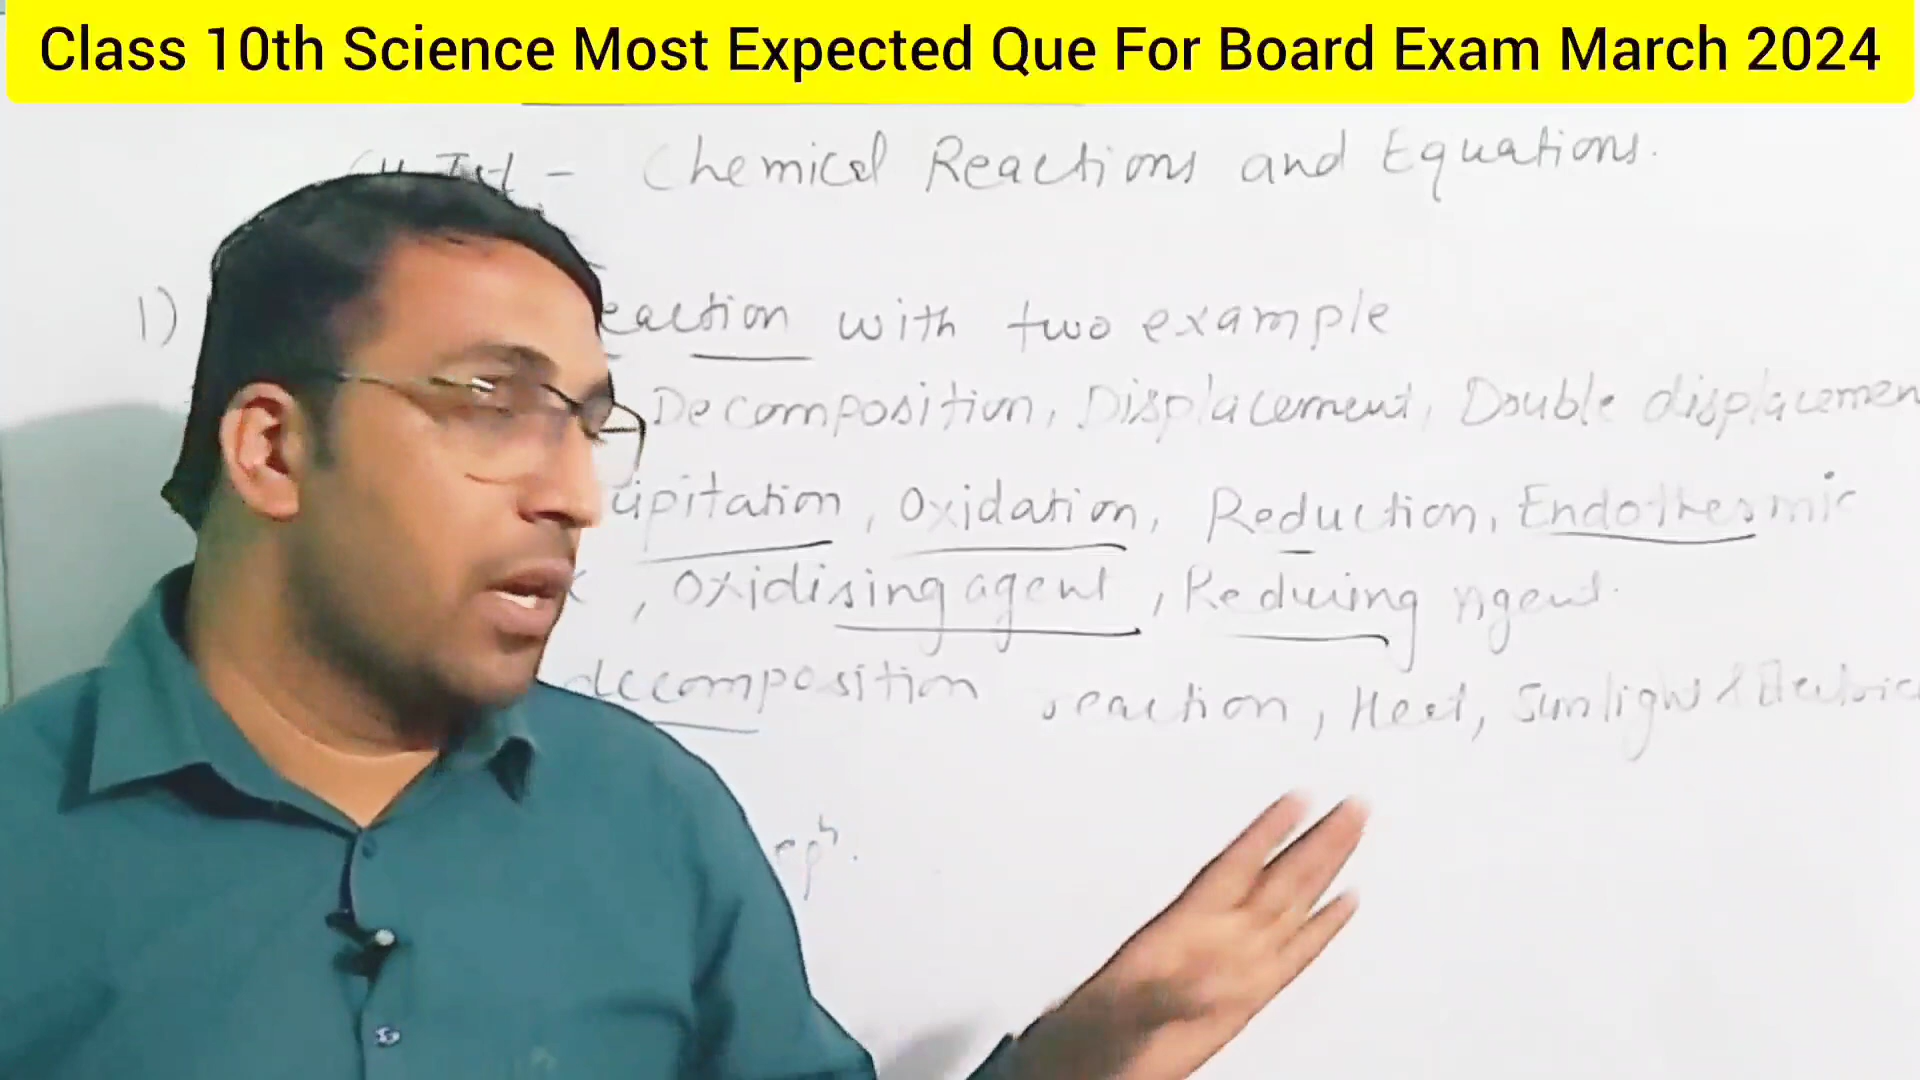 Class 10th Science Most Expected Que For Board Exam March 2024
- Chemical Reactions and Equations.
1) eaction with two example
Decomposition, Displacement, Double displacemen
ipitation, Oxidation, Reduction, Endothermic
, Oxidising agent, Reducing Agent.
decomposition reaction, Heat, Sunlight & Electric